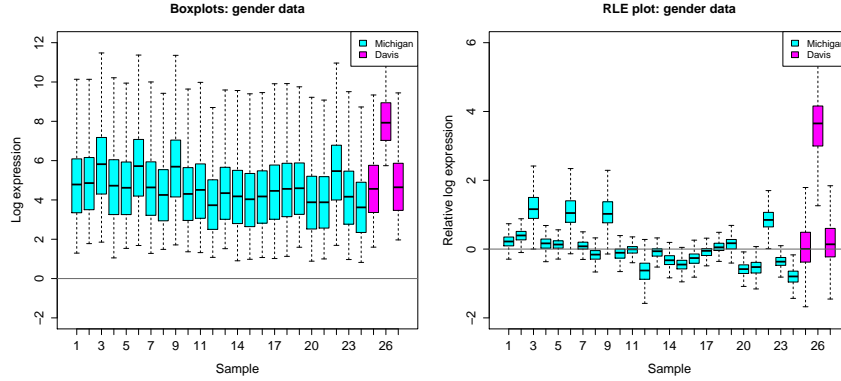 Boxplots: gender data
Log expression
12
10
8
6
4
2
0
−2
Michigan
Davis
1 3 5 7 9 11 14 17 20 23 26
Sample
RLE plot: gender data
Relative log expression
6
4
2
0
−2
Michigan
Davis
1 3 5 7 9 11 14 17 20 23 26
Sample